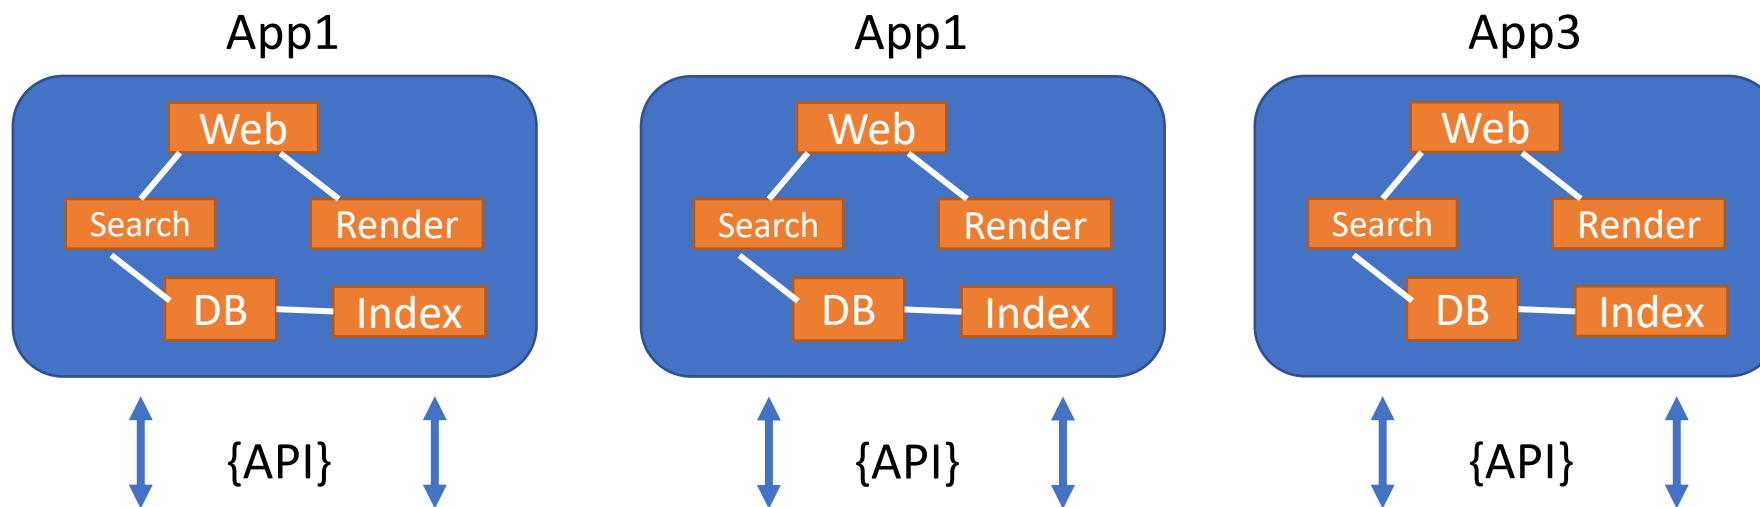 App1
Web
Search
Render
DB
Index
{API}
App1
Web
Search
Render
DB
Index
{API}
App3
Web
Search
Render
DB
Index
{API}